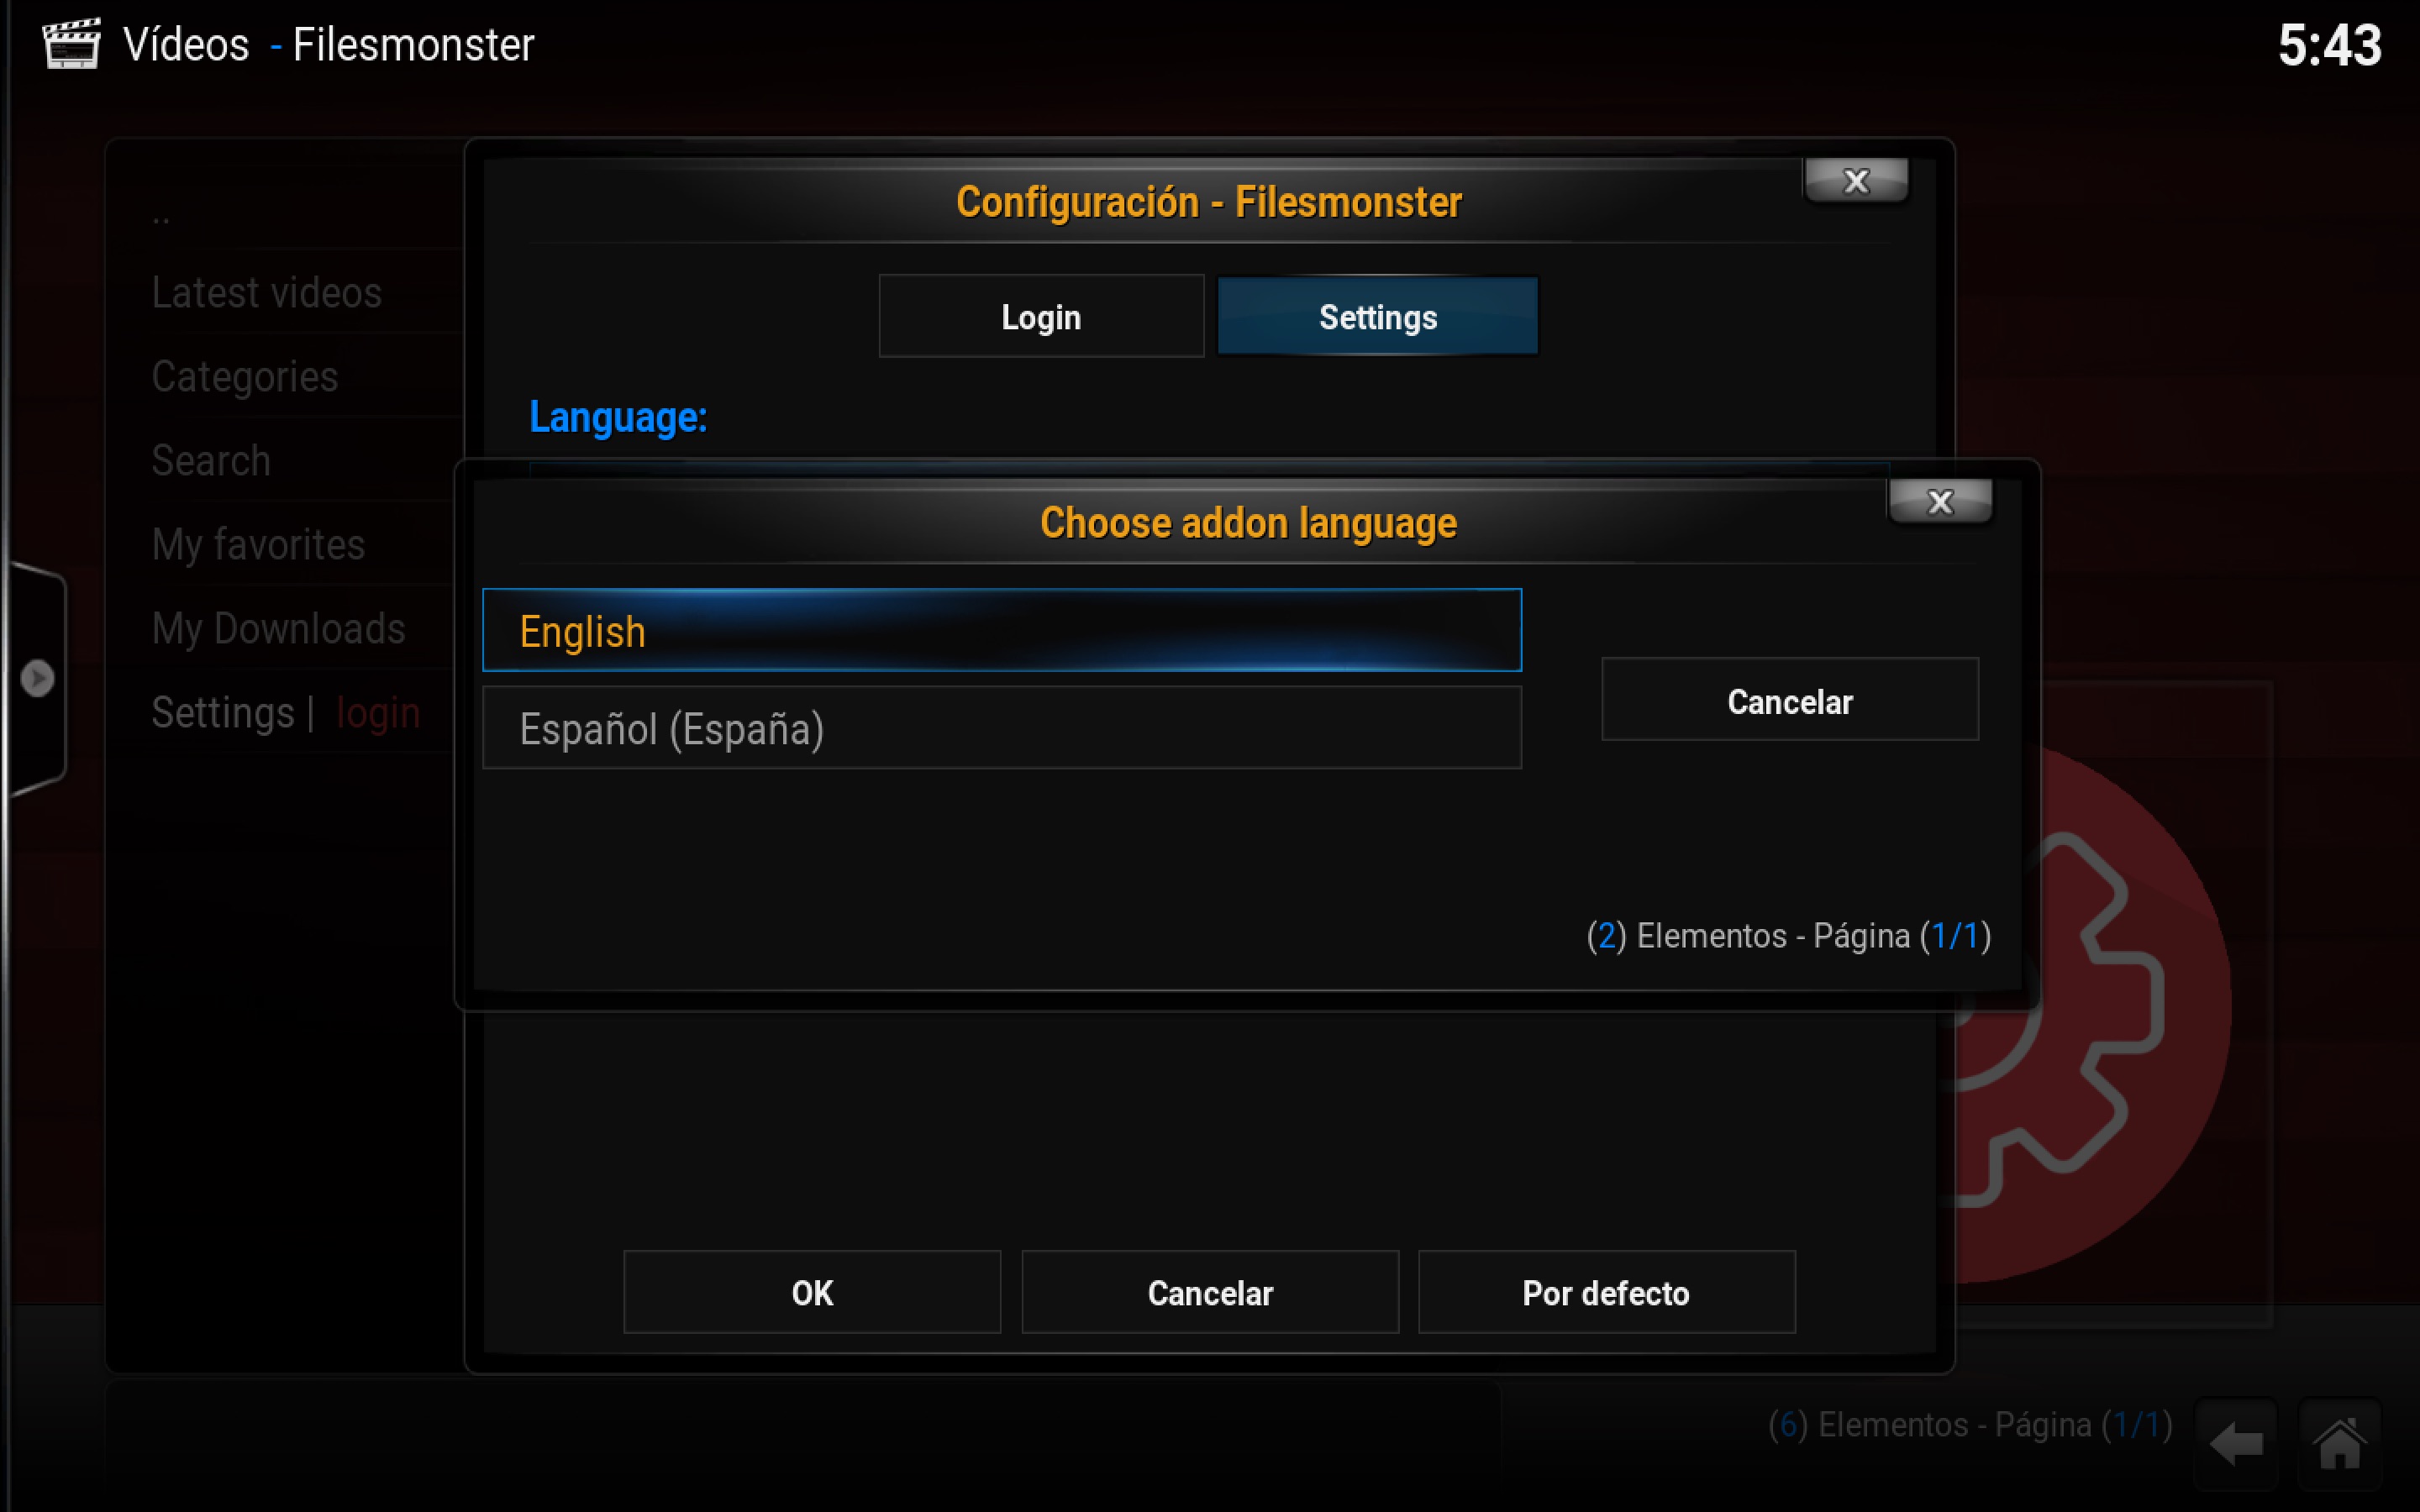 Vídeos - Filesmonster
5:43
Configuración - Filesmonster
X
Login
Settings
Language:
..
Latest videos
Categories
Search
My favorites
My Downloads
Settings | login
Choose addon language
X
English
Español (España)
Cancelar
(2) Elementos - Página (1/1)
OK
Cancelar
Por defecto
(6) Elementos - Página (1/1)